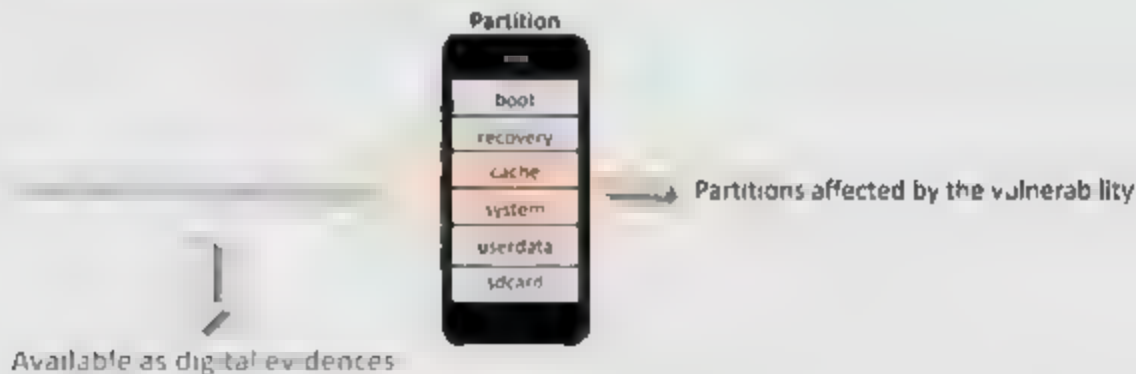 Partition
boot
recovery
cache
system
Partitions affected by the vulnerability
userdata
sdcard
Available as digital evidences